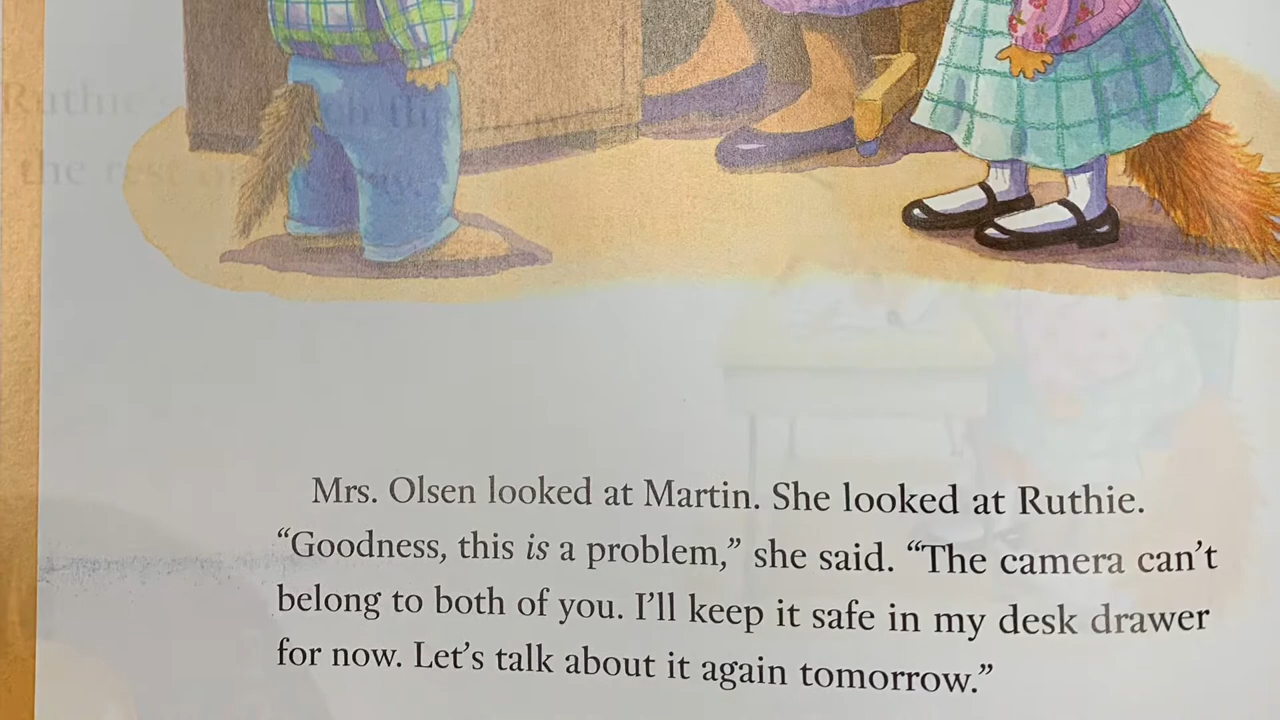 Mrs. Olsen looked at Martin. She looked at Ruthie.
“Goodness, this is a problem,” she said. “The camera can’t
belong to both of you. I’ll keep it safe in my desk drawer
for now. Let’s talk about it again tomorrow.”